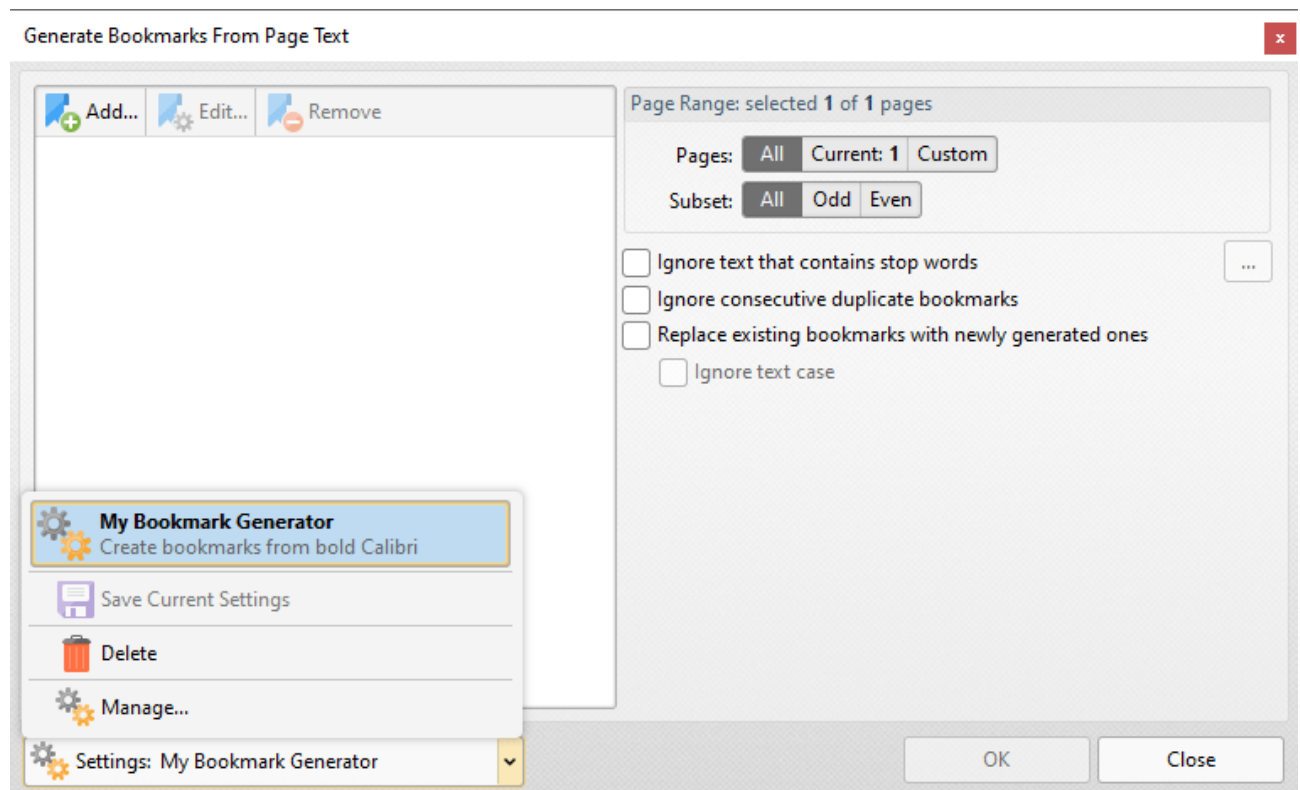 Generate Bookmarks From Page Text
x
Add... Edit... Remove
Page Range: selected 1 of 1 pages
Pages: All Current: 1 Custom
Subset: All Odd Even
Ignore text that contains stop words ...
Ignore consecutive duplicate bookmarks
Replace existing bookmarks with newly generated ones
Ignore text case
My Bookmark Generator
Create bookmarks from bold Calibri
Save Current Settings
Delete
Manage...
Settings: My Bookmark Generator
OK Close